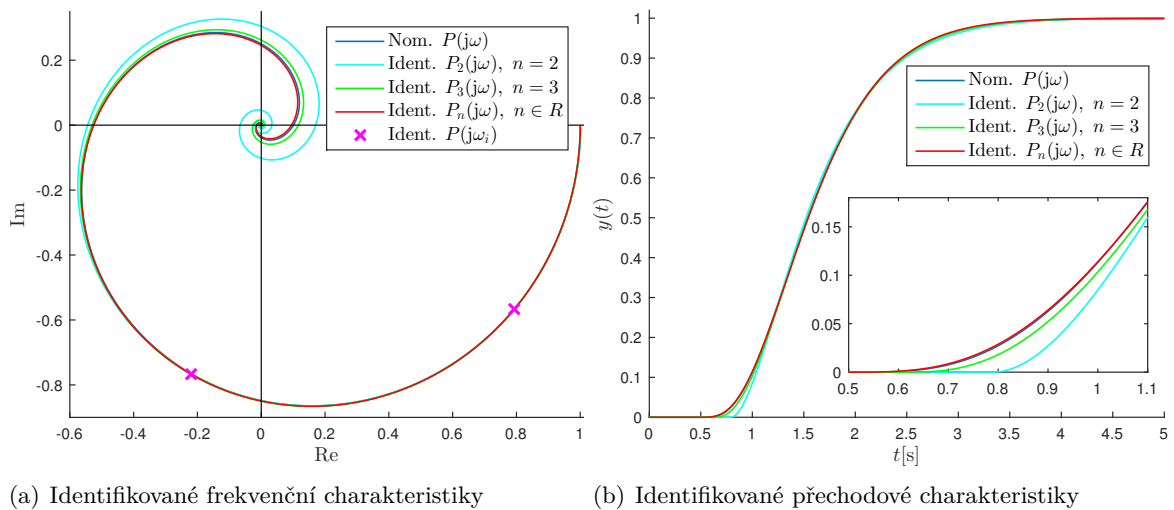 0.2
0
-0.2
-0.4
-0.6
-0.8
Im
-0.6 -0.4 -0.2 0 0.2 0.4 0.6 0.8 1
Re
Nom. P(jω)
Ident. P₂(jω), n = 2
Ident. P₃(jω), n = 3
Ident. Pₙ(jω), n ∈ R
Ident. P(jωᵢ)
(a) Identifikované frekvenční charakteristiky
1
0.9
0.8
0.7
0.6
0.5
0.4
0.3
0.2
0.1
0
y(t)
0 0.5 1 1.5 2 2.5 3 3.5 4 4.5 5
t[s]
Nom. P(jω)
Ident. P₂(jω), n = 2
Ident. P₃(jω), n = 3
Ident. Pₙ(jω), n ∈ R
0.15
0.1
0.05
0
0.5 0.6 0.7 0.8 0.9 1 1.1
(b) Identifikované přechodové charakteristiky